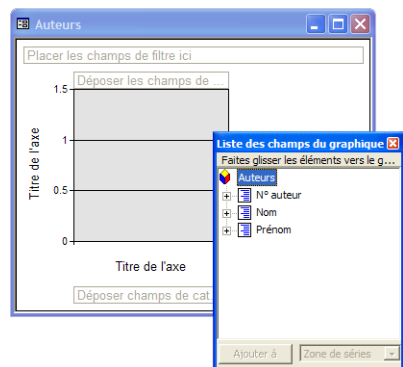 Auteurs
Placer les champs de filtre ici
Déposer les champs de ...
1.5
1
0.5
0
Titre de l'axe
Titre de l'axe
Déposer champs de cat
Liste des champs du graphique
Faites glisser les éléments vers le g...
Auteurs
N° auteur
Nom
Prénom
Ajouter à
Zone de séries